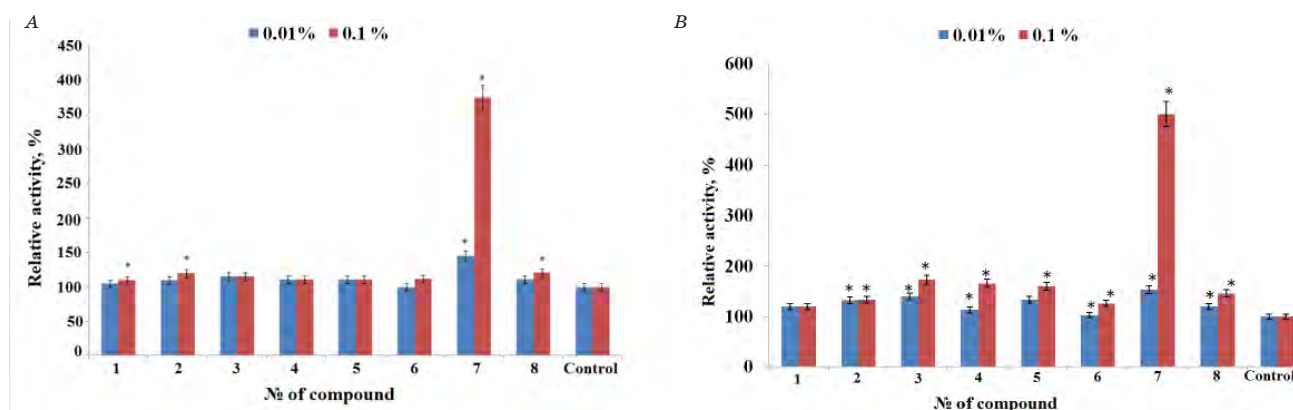 A
0.01% 0.1 %
450
400
350
300
250
200
150
100
50
0
Relative activity, %
* * * * *
1 2 3 4 5 6 7 8 Control
№ of compound
B
0.01% 0.1 %
600
500
400
300
200
100
0
Relative activity, %
* * * * * * * * * * * * *
1 2 3 4 5 6 7 8 Control
№ of compound